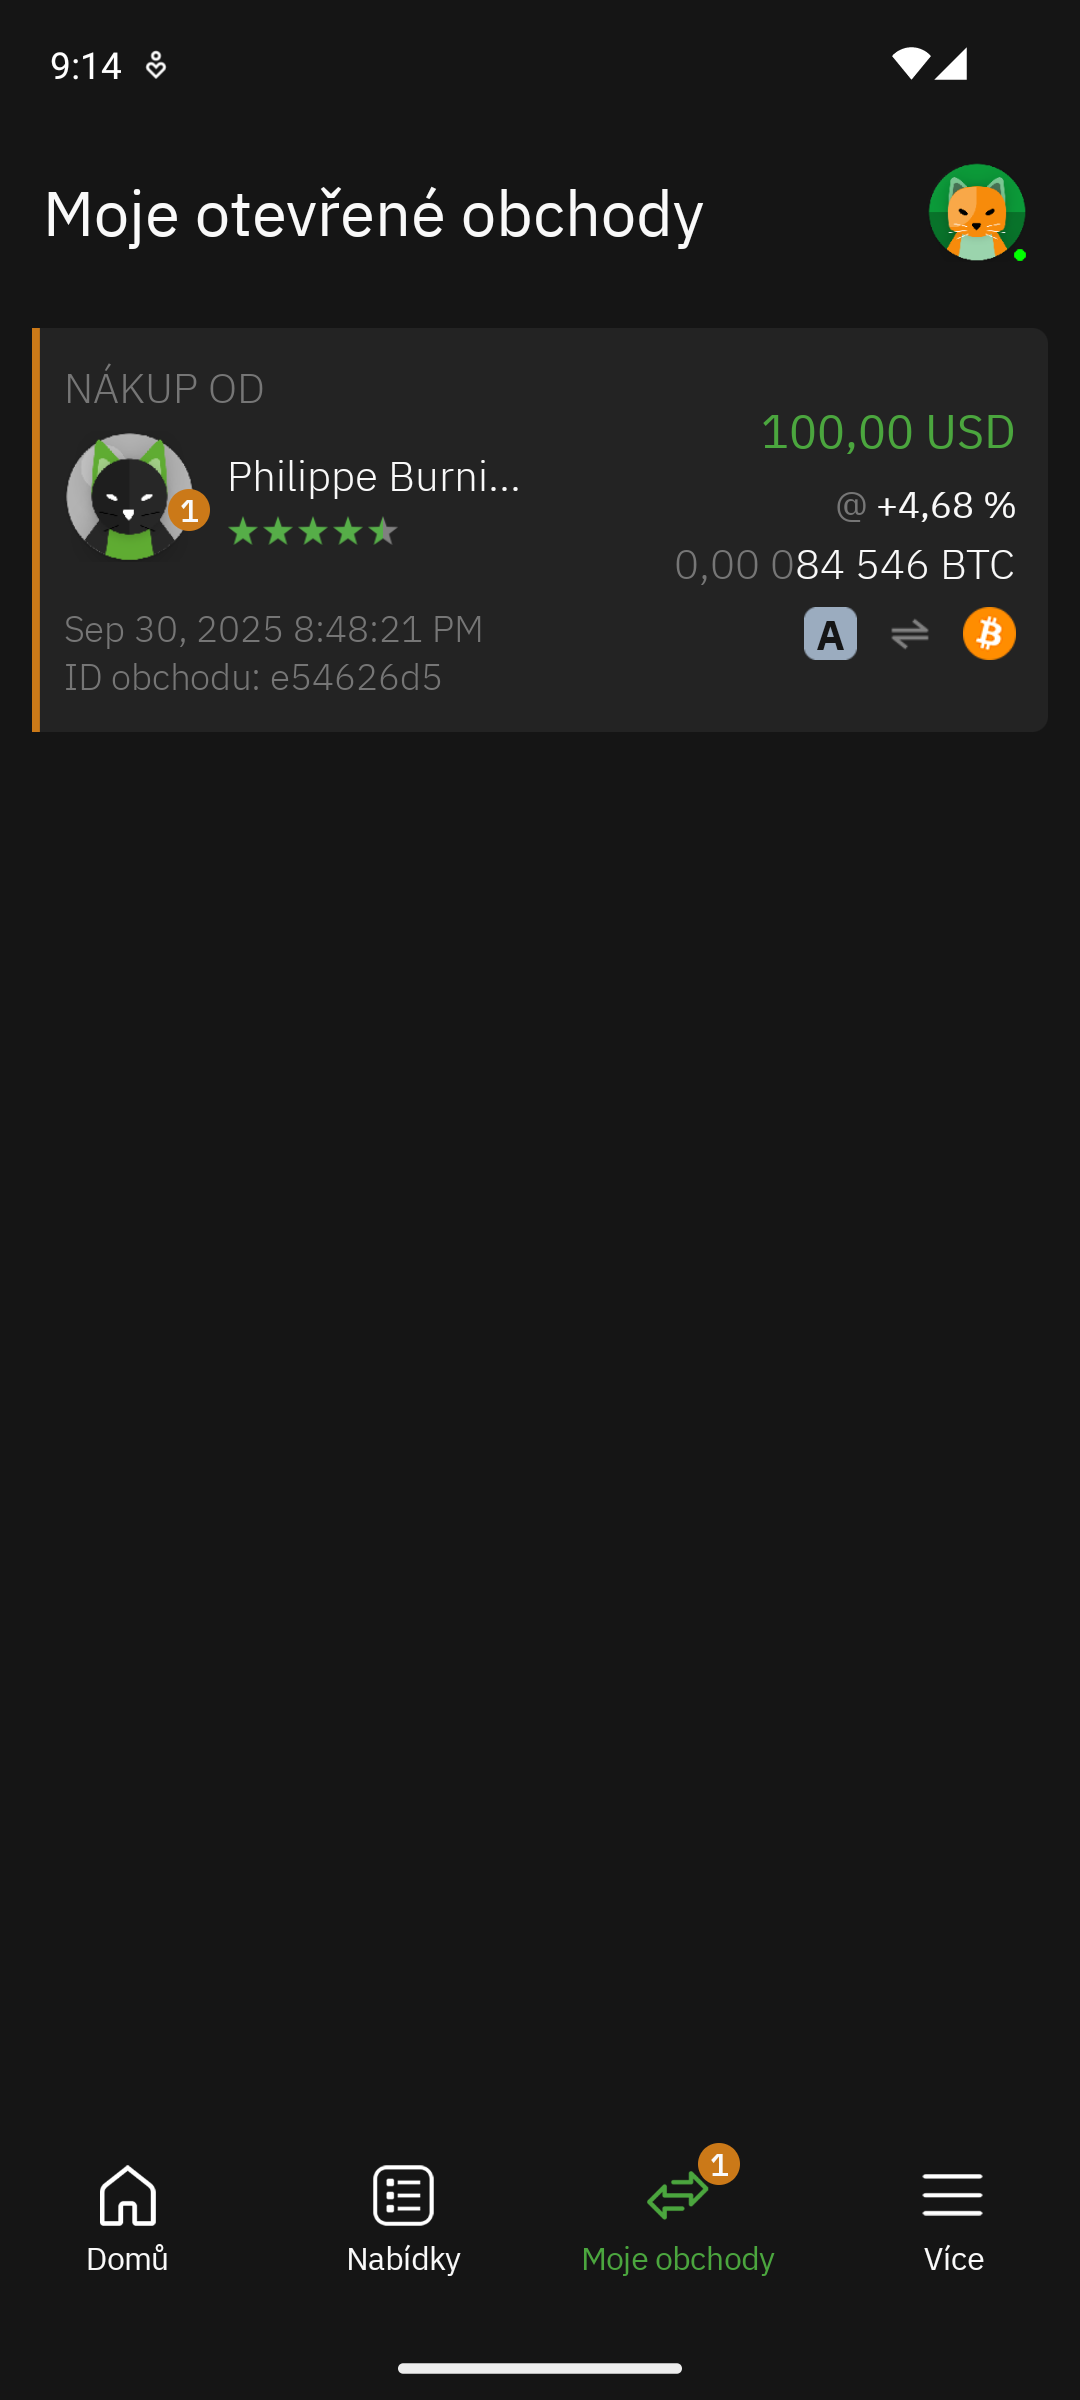 9:14
Moje otevřené obchody
NÁKUP OD
100,00 USD
Philippe Burni...
1
@ +4,68 %
0,00 084 546 BTC
Sep 30, 2025 8:48:21 PM
A
ID obchodu: e54626d5
1
Domů
Nabídky
Moje obchody
Více